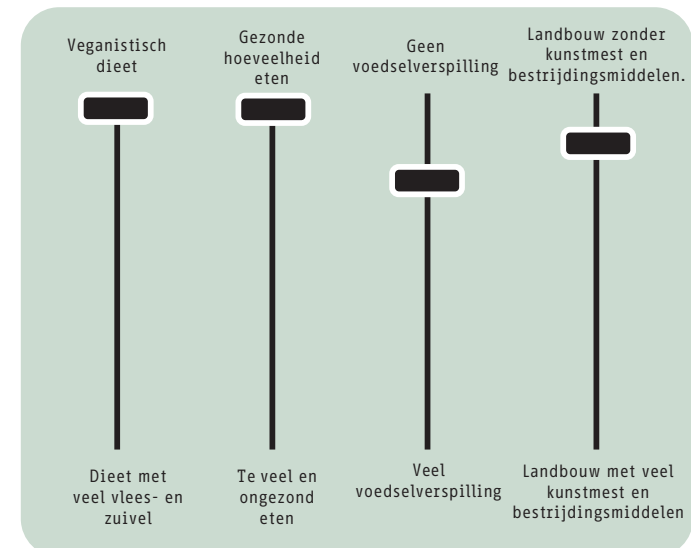 Veganistisch
dieet
Gezonde
hoeveelheid
eten
Geen
voedselverspilling
Landbouw zonder
kunstmest en
bestrijdingsmiddelen.
Dieet met
veel vlees- en
zuivel
Te veel en
ongezond
eten
Veel
voedselverspilling
Landbouw met veel
kunstmest en
bestrijdingsmiddelen